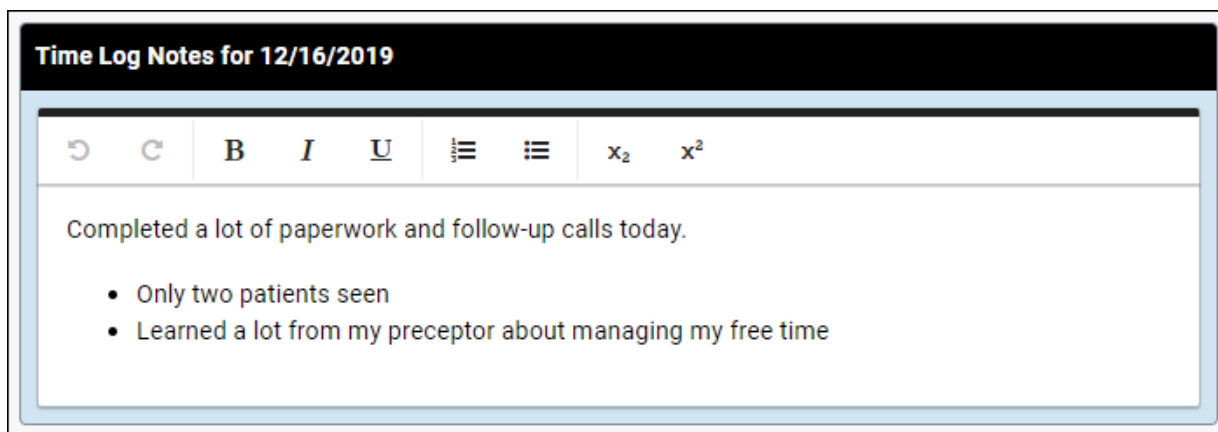 Time Log Notes for 12/16/2019
B I U x₂ x²
Completed a lot of paperwork and follow-up calls today.
• Only two patients seen
• Learned a lot from my preceptor about managing my free time